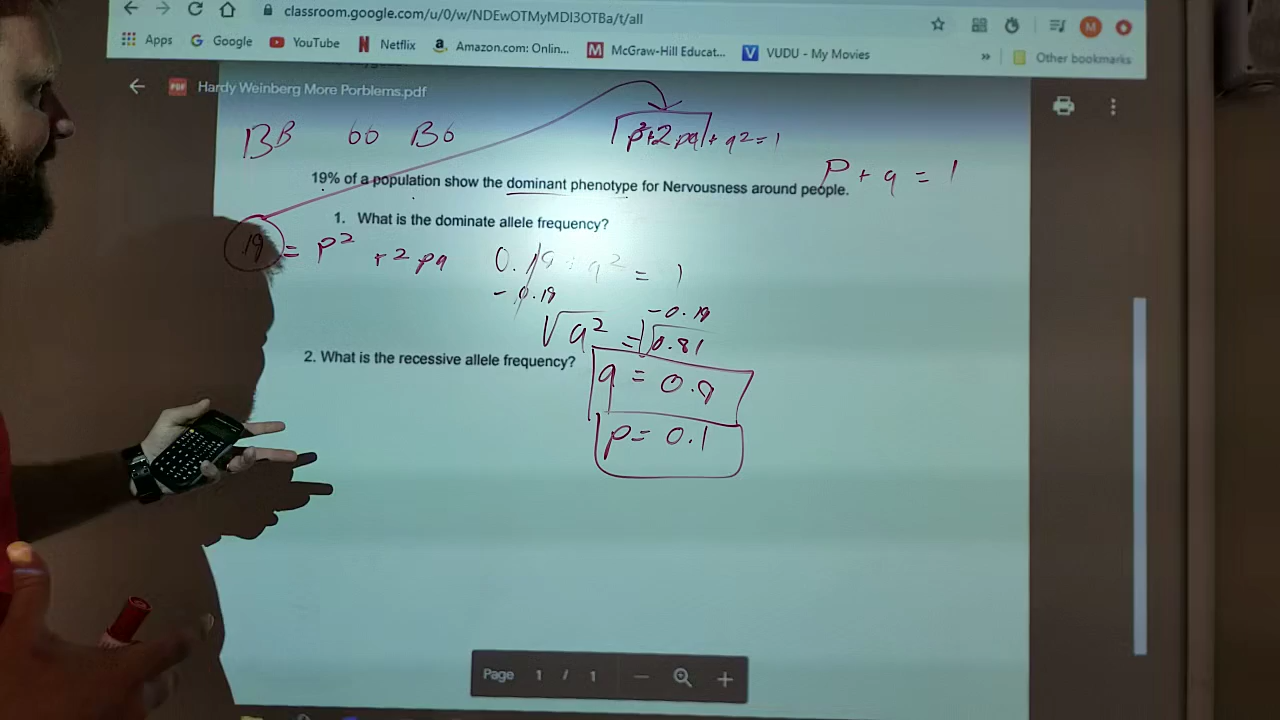 classroom.google.com/u/0/w/NDEwOTMyMDI3OTBa/t/all
Apps Google YouTube Netflix Amazon.com: Onlin... McGraw-Hill Educat... VUDU - My Movies » Other bookmarks
Hardy Weinberg More Porblems.pdf
BB bb Bb
p²+2pq + q²=1
P + q = 1
19% of a population show the dominant phenotype for Nervousness around people.
1. What is the dominate allele frequency?
19 = p² + 2pq
0.19 + q² = 1
- 0.19
- 0.19
√q² = √0.81
2. What is the recessive allele frequency?
q = 0.9
p = 0.1
Page 1 / 1